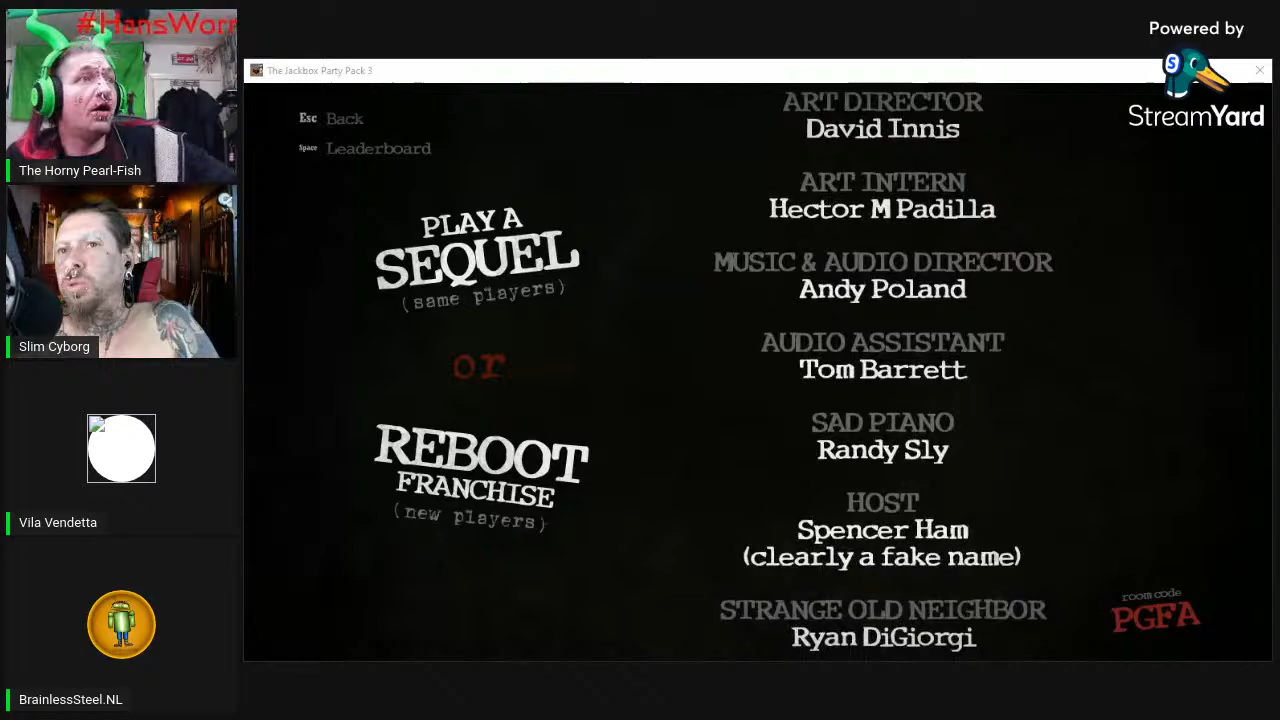 #HansWorr
The Horny Pearl-Fish
Slim Cyborg
Vila Vendetta
BrainlessSteel.NL
The Jackbox Party Pack 3
Esc Back
Space Leaderboard
PLAY A
SEQUEL
(same players)
or
REBOOT
FRANCHISE
(new players)
ART DIRECTOR
David Innis
ART INTERN
Hector M Padilla
MUSIC & AUDIO DIRECTOR
Andy Poland
AUDIO ASSISTANT
Tom Barrett
SAD PIANO
Randy Sly
HOST
Spencer Ham
(clearly a fake name)
STRANGE OLD NEIGHBOR
Ryan DiGiorgi
room code
PGFA
Powered by
S
StreamYard